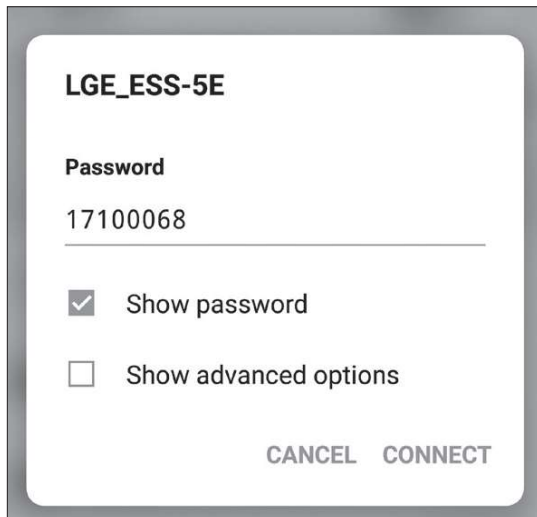 LGE_ESS-5E
Password
17100068
Show password
Show advanced options
CANCEL CONNECT